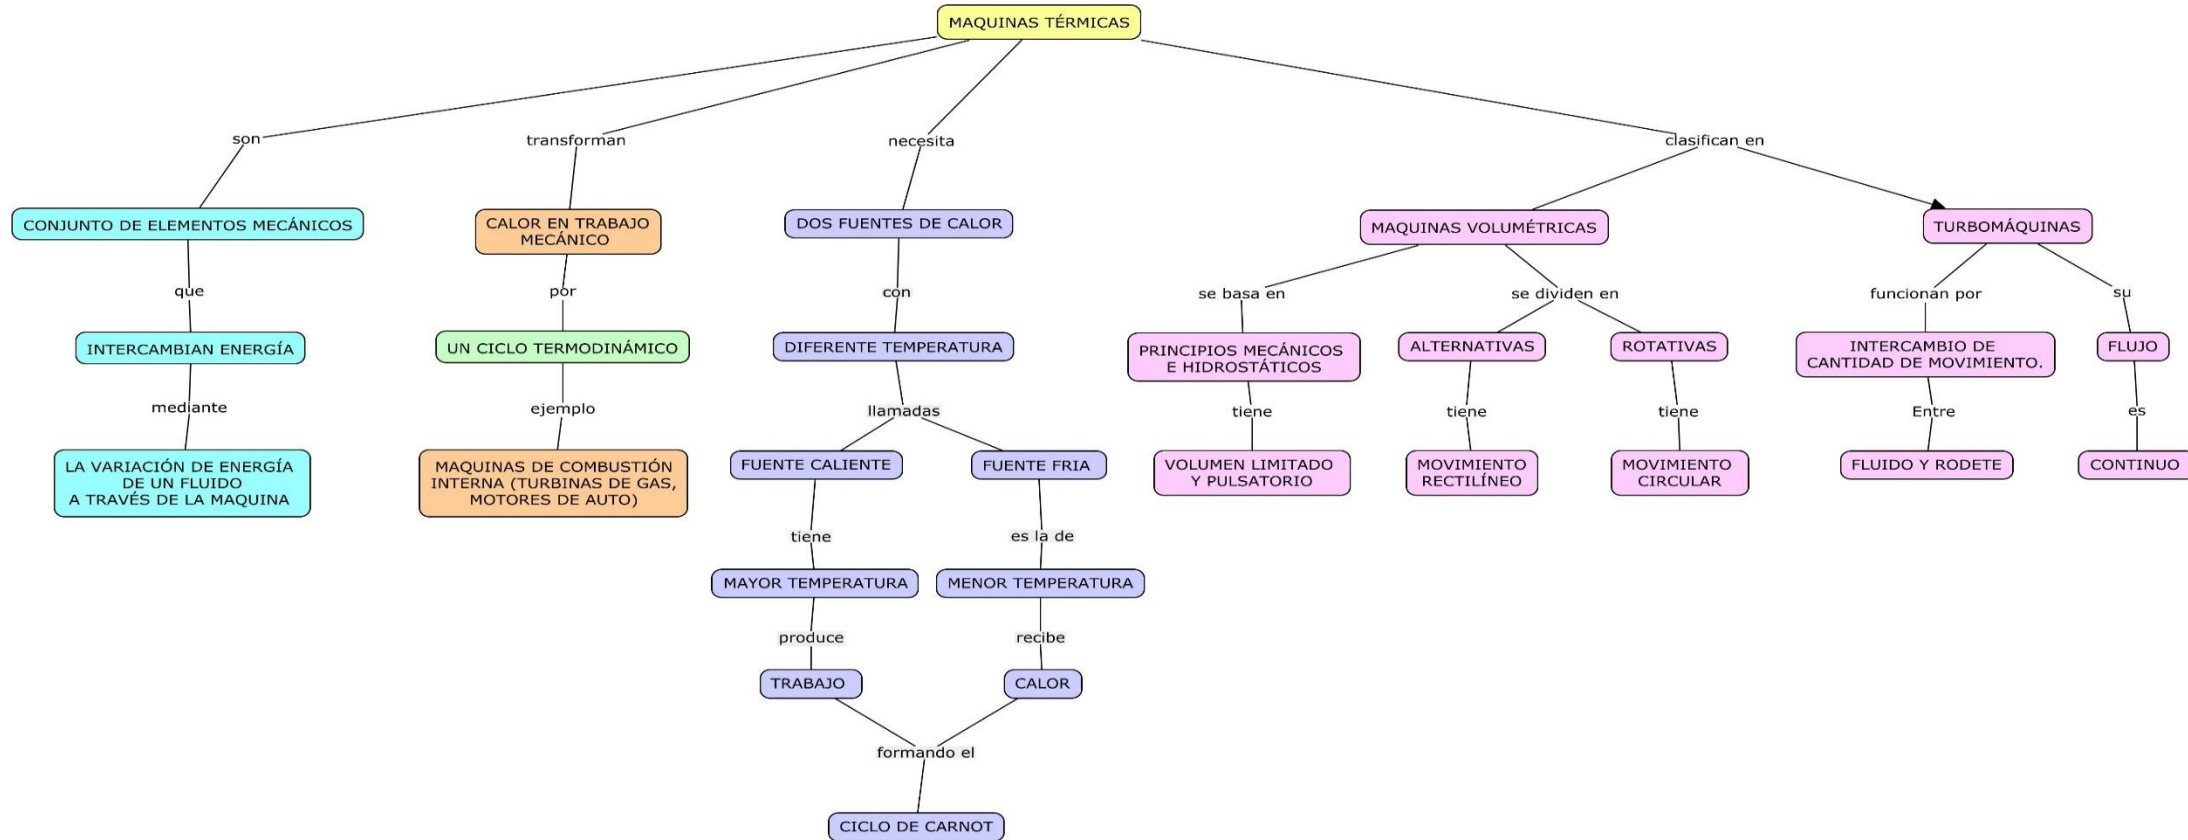 MAQUINAS TÉRMICAS
son
transforman
necesita
clasifican en
CONJUNTO DE ELEMENTOS MECÁNICOS
CALOR EN TRABAJO
MECÁNICO
DOS FUENTES DE CALOR
MAQUINAS VOLUMÉTRICAS
TURBOMÁQUINAS
que
por
con
se basa en
se dividen en
funcionan por
su
INTERCAMBIAN ENERGÍA
UN CICLO TERMODINÁMICO
DIFERENTE TEMPERATURA
PRINCIPIOS MECÁNICOS
E HIDROSTÁTICOS
ALTERNATIVAS
ROTATIVAS
INTERCAMBIO DE
CANTIDAD DE MOVIMIENTO.
FLUJO
mediante
ejemplo
llamadas
tiene
tiene
tiene
Entre
es
LA VARIACIÓN DE ENERGÍA
DE UN FLUIDO
A TRAVÉS DE LA MAQUINA
MAQUINAS DE COMBUSTIÓN
INTERNA (TURBINAS DE GAS,
MOTORES DE AUTO)
FUENTE CALIENTE
FUENTE FRIA
VOLUMEN LIMITADO
Y PULSATORIO
MOVIMIENTO
RECTILÍNEO
MOVIMIENTO
CIRCULAR
FLUIDO Y RODETE
CONTINUO
tiene
es la de
MAYOR TEMPERATURA
MENOR TEMPERATURA
produce
recibe
TRABAJO
CALOR
formando el
CICLO DE CARNOT